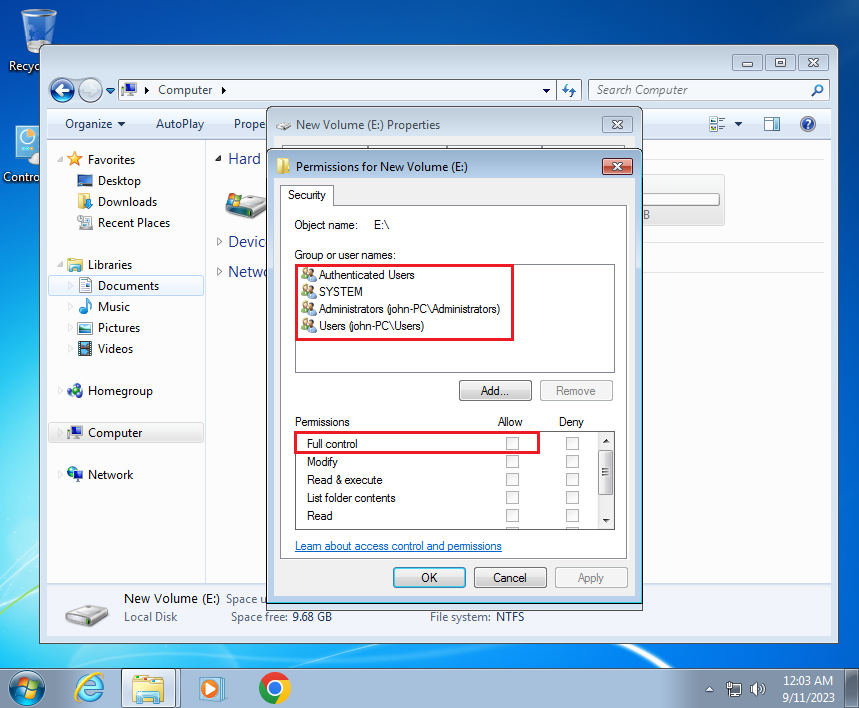 Recyc
Contro
Computer
Search Computer
Organize
AutoPlay
Prope
New Volume (E:) Properties
Favorites
Desktop
Downloads
Recent Places
Libraries
Documents
Music
Pictures
Videos
Homegroup
Computer
Network
Hard
Devic
Netwo
B
Permissions for New Volume (E:)
Security
Object name: E:\
Group or user names:
Authenticated Users
SYSTEM
Administrators (john-PC\Administrators)
Users (john-PC\Users)
Add...
Remove
Permissions Allow Deny
Full control
Modify
Read & execute
List folder contents
Read
Learn about access control and permissions
OK
Cancel
Apply
New Volume (E:) Space u
Local Disk Space free: 9.68 GB File system: NTFS
12:03 AM
9/11/2023